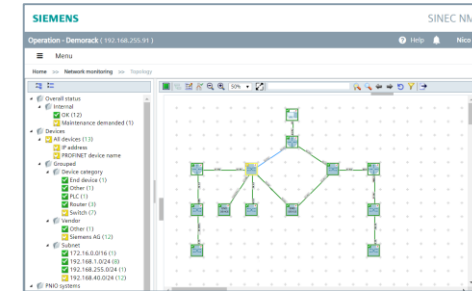 SIEMENS
SINEC NM
Operation - Demorack ( 192.168.255.91 )
Help
Nico
Menu
Home >> Network monitoring >> Topology
50%
Overall status
Internal
OK (12)
Maintenance demanded (1)
Devices
All devices (13)
IP address
PROFINET device name
Grouped
Device category
End device (1)
Other (1)
PLC (1)
Router (3)
Switch (7)
Vendor
Other (1)
Siemens AG (12)
Subnet
172.16.0.0/16 (1)
192.168.1.0/24 (8)
192.168.255.0/24 (1)
192.168.40.0/24 (12)
PNIO systems